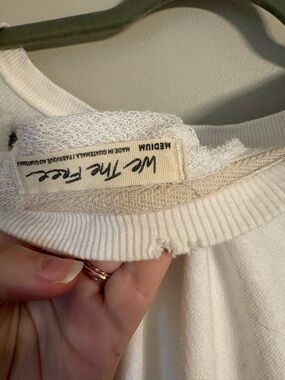 We The Free
MEDIUM
MADE IN GUATEMALA / FABRIQUÉ AU GUATEMALA